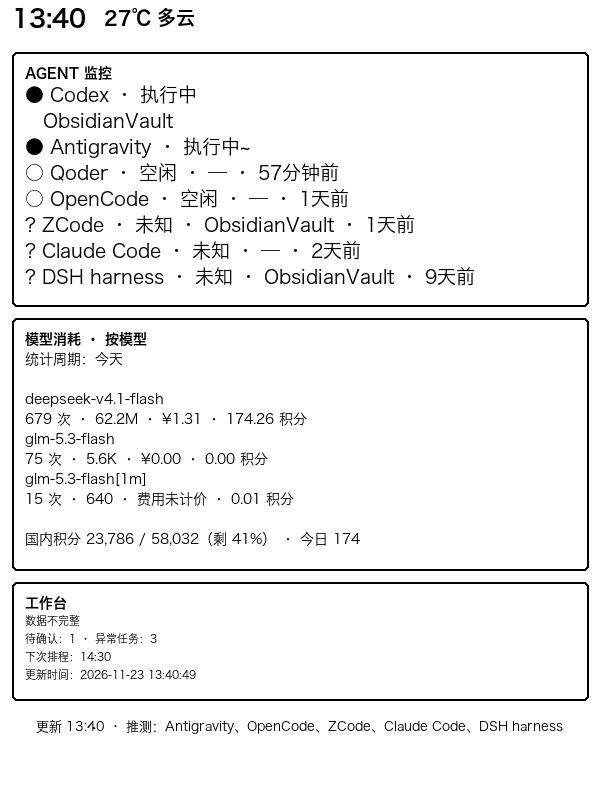 13:40 27°C 多云
AGENT 监控
● Codex · 执行中
ObsidianVault
● Antigravity · 执行中~
○ Qoder · 空闲 · — · 57分钟前
○ OpenCode · 空闲 · — · 1天前
? ZCode · 未知 · ObsidianVault · 1天前
? Claude Code · 未知 · — · 2天前
? DSH harness · 未知 · ObsidianVault · 9天前
模型消耗 · 按模型
统计周期：今天
deepseek-v4.1-flash
679 次 · 62.2M · ¥1.31 · 174.26 积分
glm-5.3-flash
75 次 · 5.6K · ¥0.00 · 0.00 积分
glm-5.3-flash[1m]
15 次 · 640 · 费用未计价 · 0.01 积分
国内积分 23,786 / 58,032（剩 41%） · 今日 174
工作台
数据不完整
待确认：1 · 异常任务：3
下次排程：14:30
更新时间：2026-11-23 13:40:49
更新 13:40 · 推测：Antigravity、OpenCode、ZCode、Claude Code、DSH harness